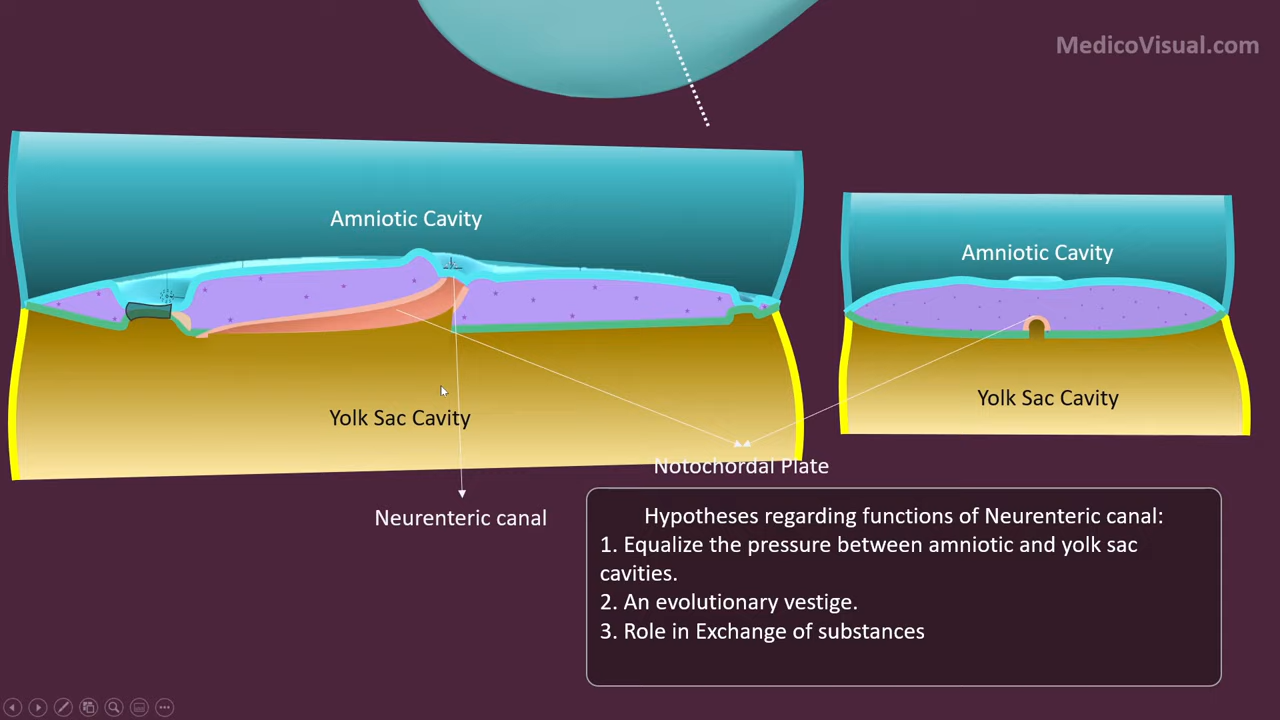 MedicoVisual.com
Amniotic Cavity
Amniotic Cavity
Yolk Sac Cavity
Yolk Sac Cavity
Notochordal Plate
Neurenteric canal
Hypotheses regarding functions of Neurenteric canal:
1. Equalize the pressure between amniotic and yolk sac
cavities.
2. An evolutionary vestige.
3. Role in Exchange of substances